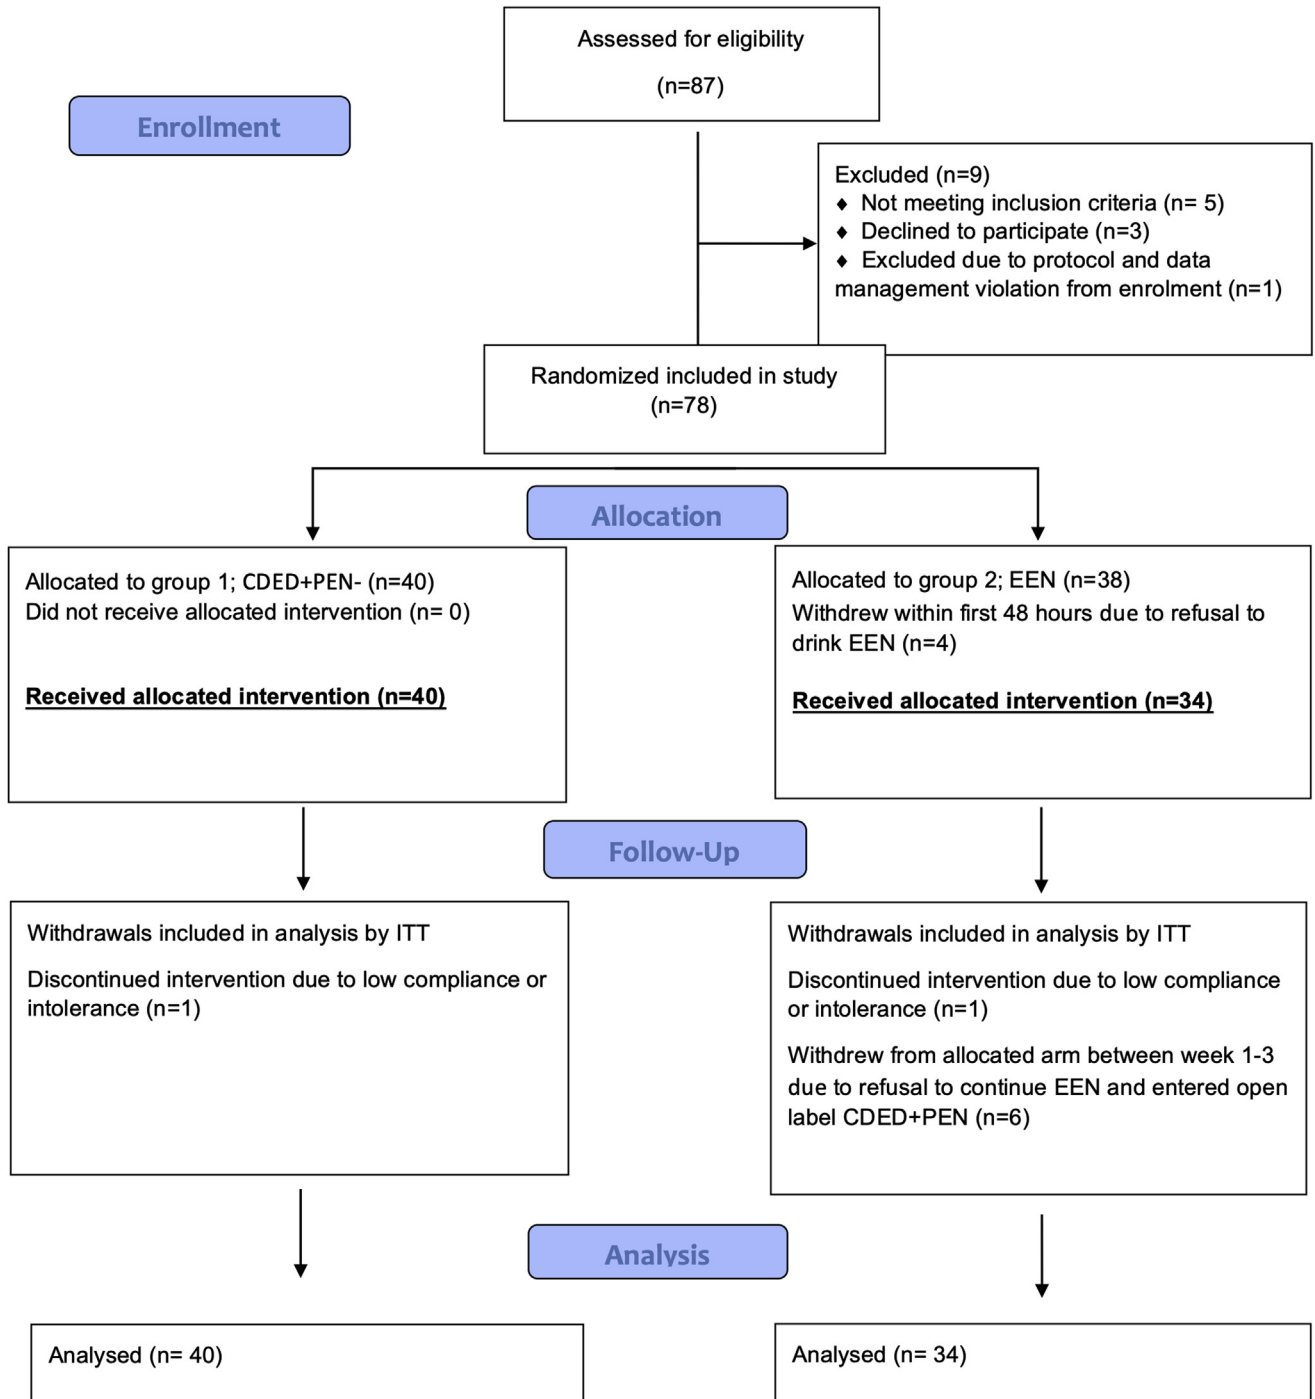 Assessed for eligibility
(n=87)
Enrollment
Excluded (n=9)
♦ Not meeting inclusion criteria (n= 5)
♦ Declined to participate (n=3)
♦ Excluded due to protocol and data
management violation from enrolment (n=1)
Randomized included in study
(n=78)
Allocation
Allocated to group 1; CDED+PEN- (n=40)
Did not receive allocated intervention (n= 0)
Received allocated intervention (n=40)
Allocated to group 2; EEN (n=38)
Withdrew within first 48 hours due to refusal to
drink EEN (n=4)
Received allocated intervention (n=34)
Follow-Up
Withdrawals included in analysis by ITT
Discontinued intervention due to low compliance or
intolerance (n=1)
Withdrawals included in analysis by ITT
Discontinued intervention due to low compliance
or intolerance (n=1)
Withdrew from allocated arm between week 1-3
due to refusal to continue EEN and entered open
label CDED+PEN (n=6)
Analysis
Analysed (n= 40)
Analysed (n= 34)